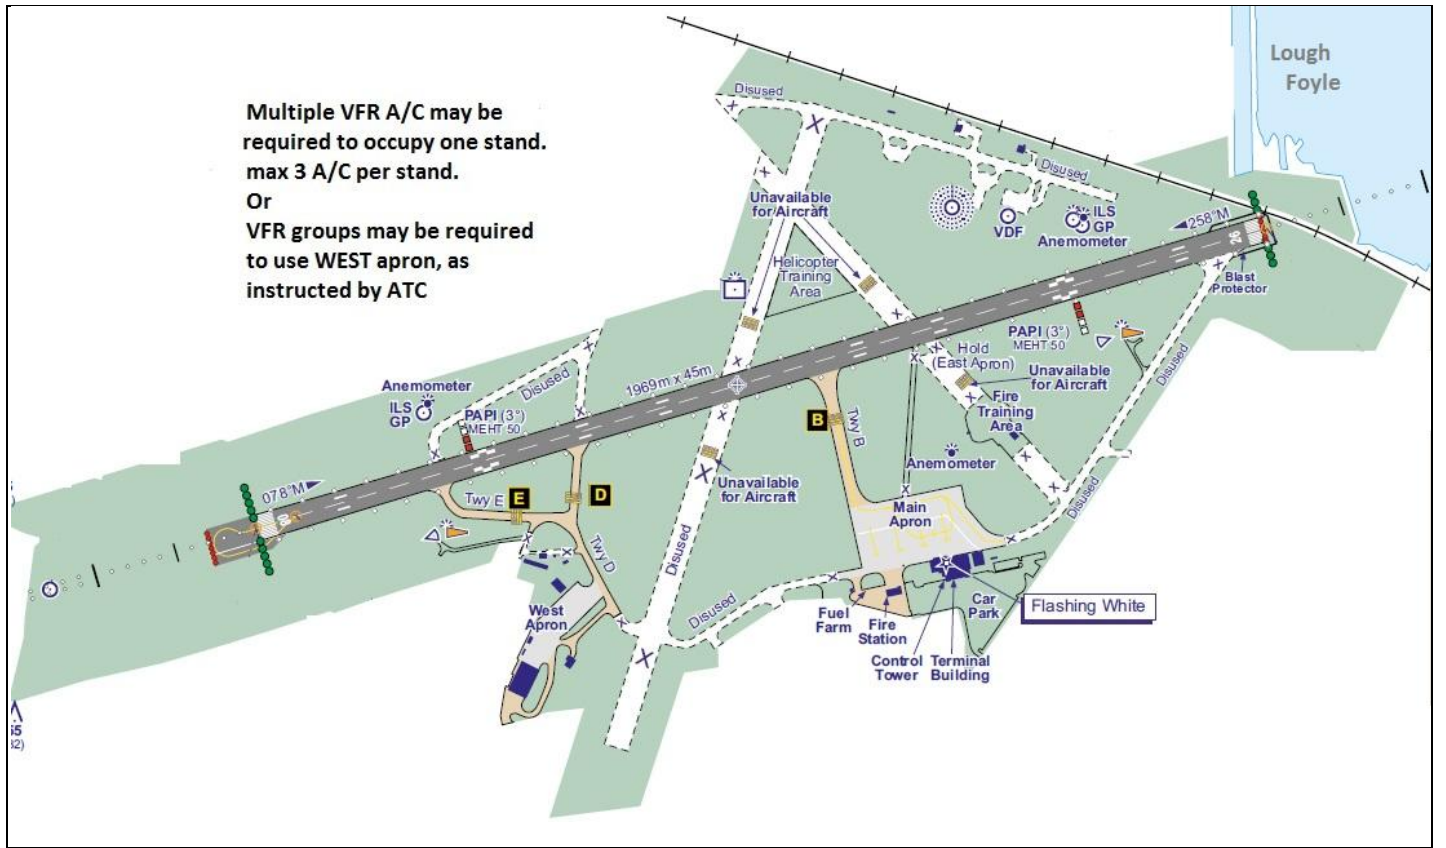 Lough
Foyle
Multiple VFR A/C may be
required to occupy one stand.
max 3 A/C per stand.
Or
VFR groups may be required
to use WEST apron, as
instructed by ATC
Disused
Disused
Unavailable
for Aircraft
VDF
ILS
GP
Anemometer
258°M
26
Blast
Protector
Helicopter
Training
Area
PAPI (3°)
MEHT 50
Hold
(East Apron)
Unavailable
for Aircraft
Disused
Fire
Training
Area
1969m x 45m
Disused
Anemometer
ILS
GP
PAPI (3°)
MEHT 50
B
Twy B
Anemometer
Unavailable
for Aircraft
078°M
08
Twy E
E
D
Main
Apron
Disused
Disused
Twy D
West
Apron
Disused
Fuel
Farm
Fire
Station
Car
Park
Flashing White
Control
Tower
Terminal
Building